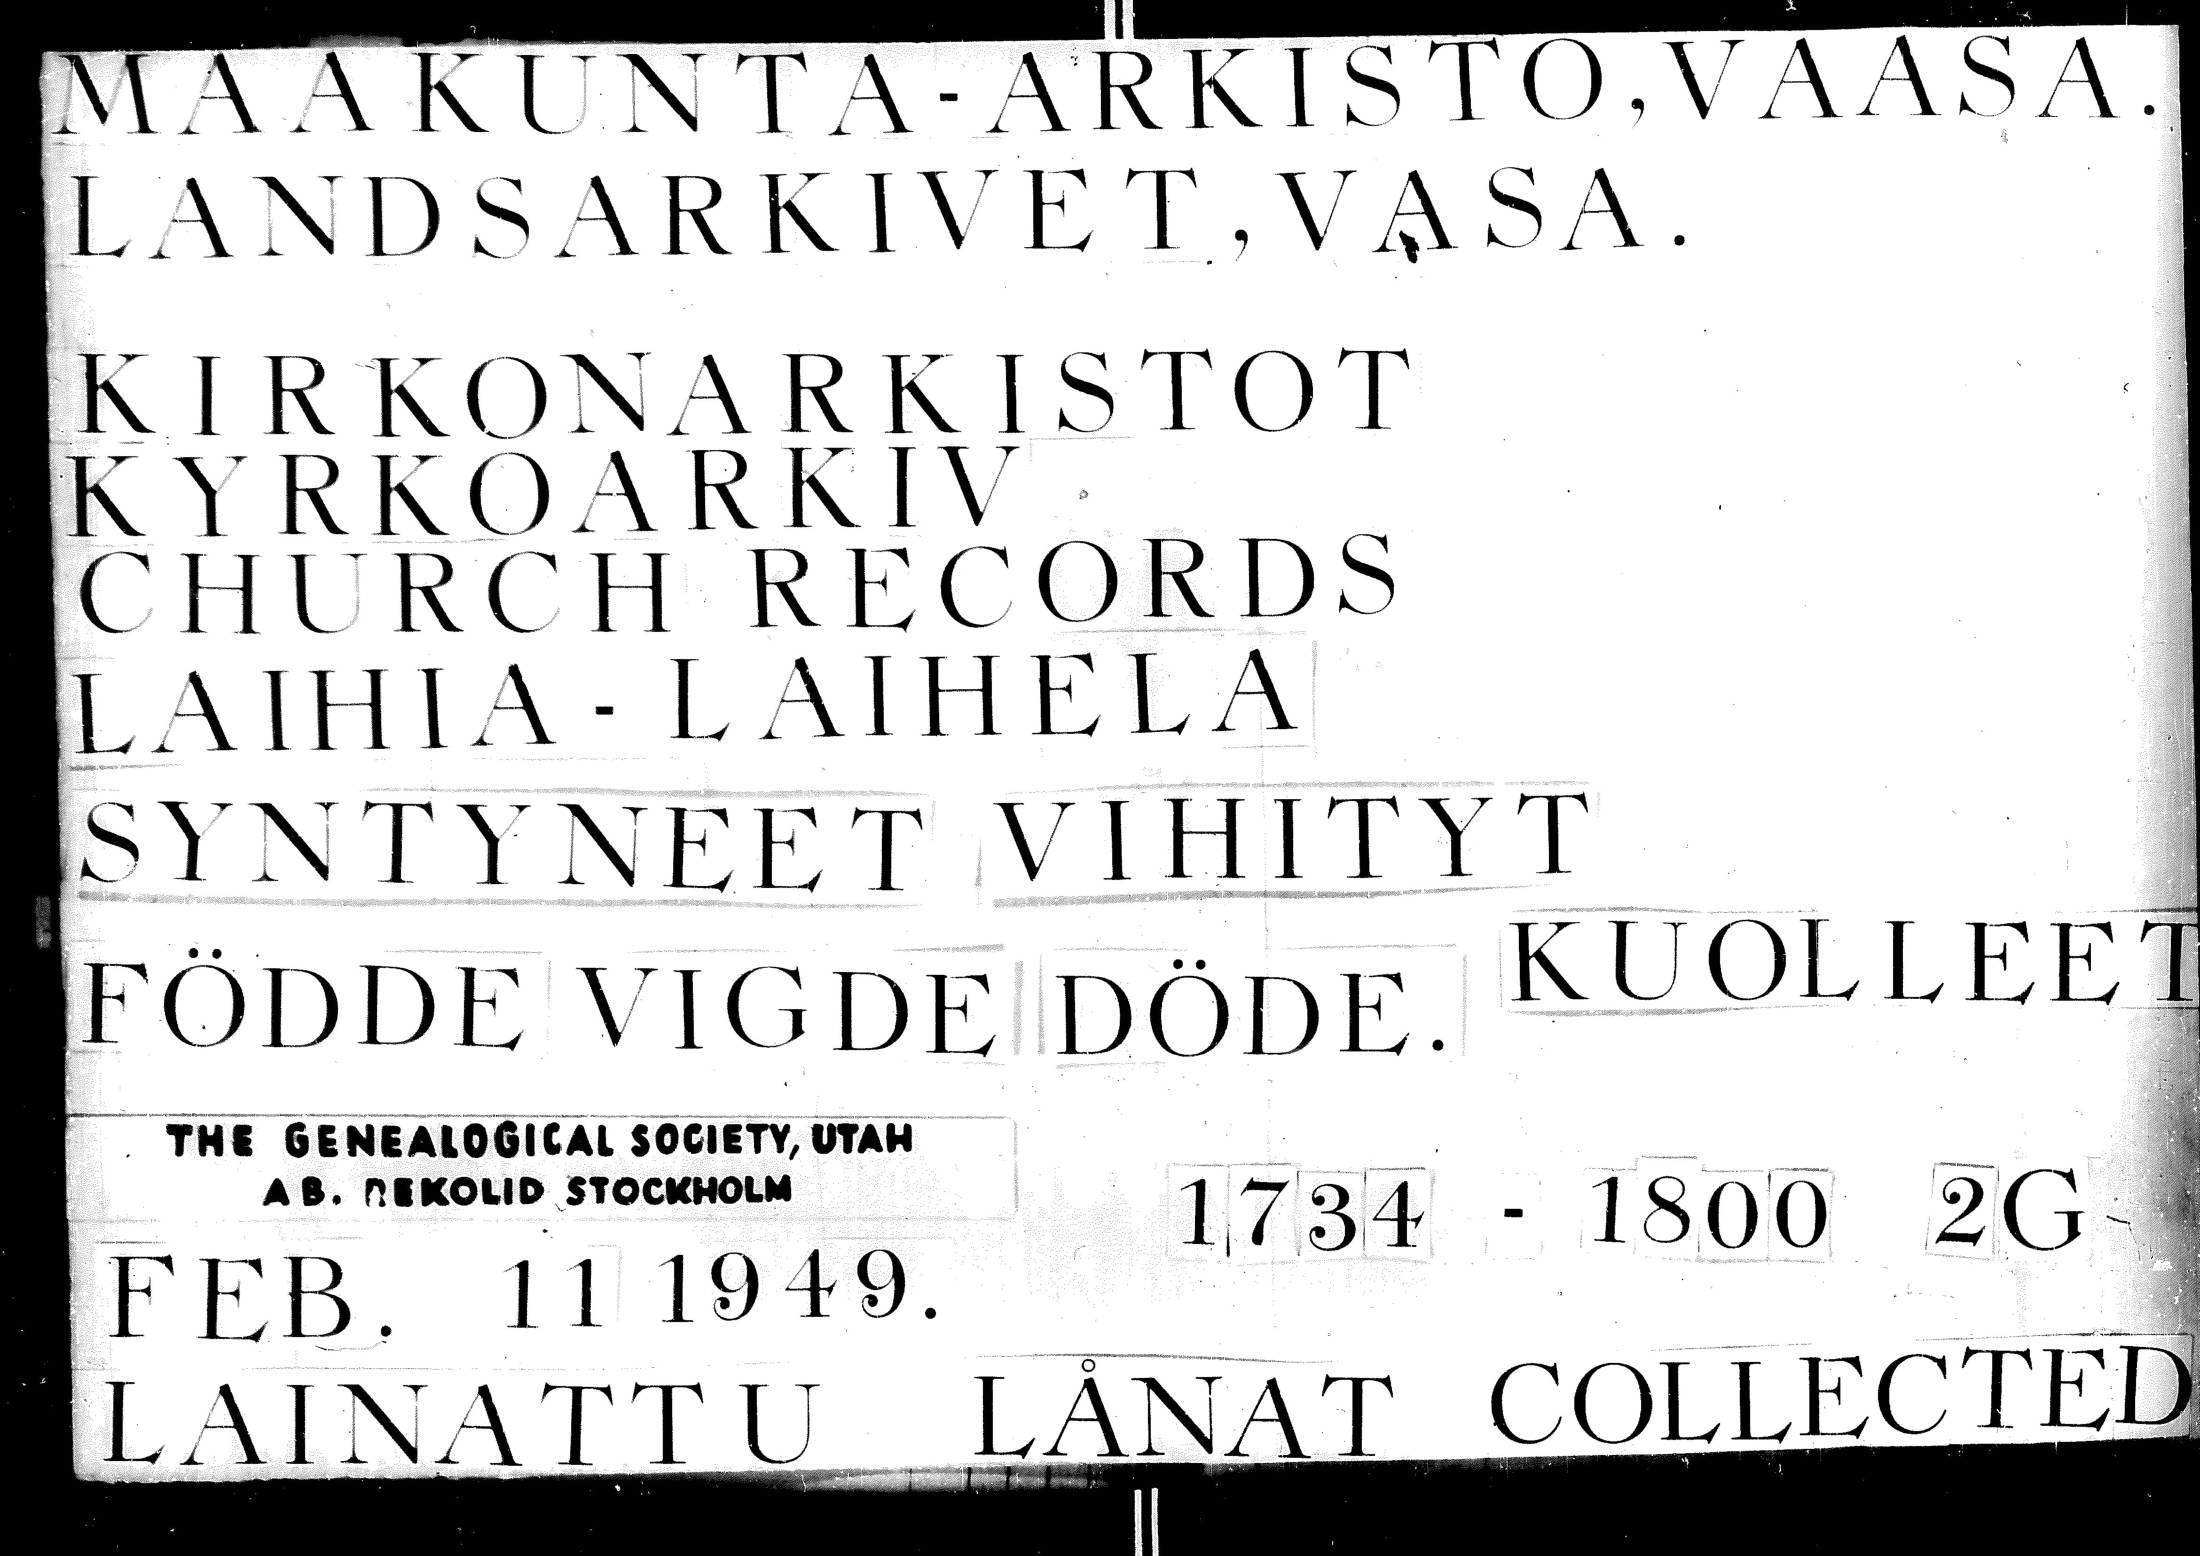 MAAKUNTA-ARKISTO, VAASA.
LANDSARKIVET, VASA.
KIRKONARKISTOT
KYRKOARKIV
CHURCH RECORDS
LAIHIA - LAIHELA
SYNTYNEET VIHITYT
KUOLLEET
FÖDDE VIGDE DÖDE.
THE GENEALOGICAL SOCIETY, UTAH
AB. REKOLID STOCKHOLM
1734 - 1800 2G
FEB. 11 1949.
LAINATTU LÅNAT COLLECTED